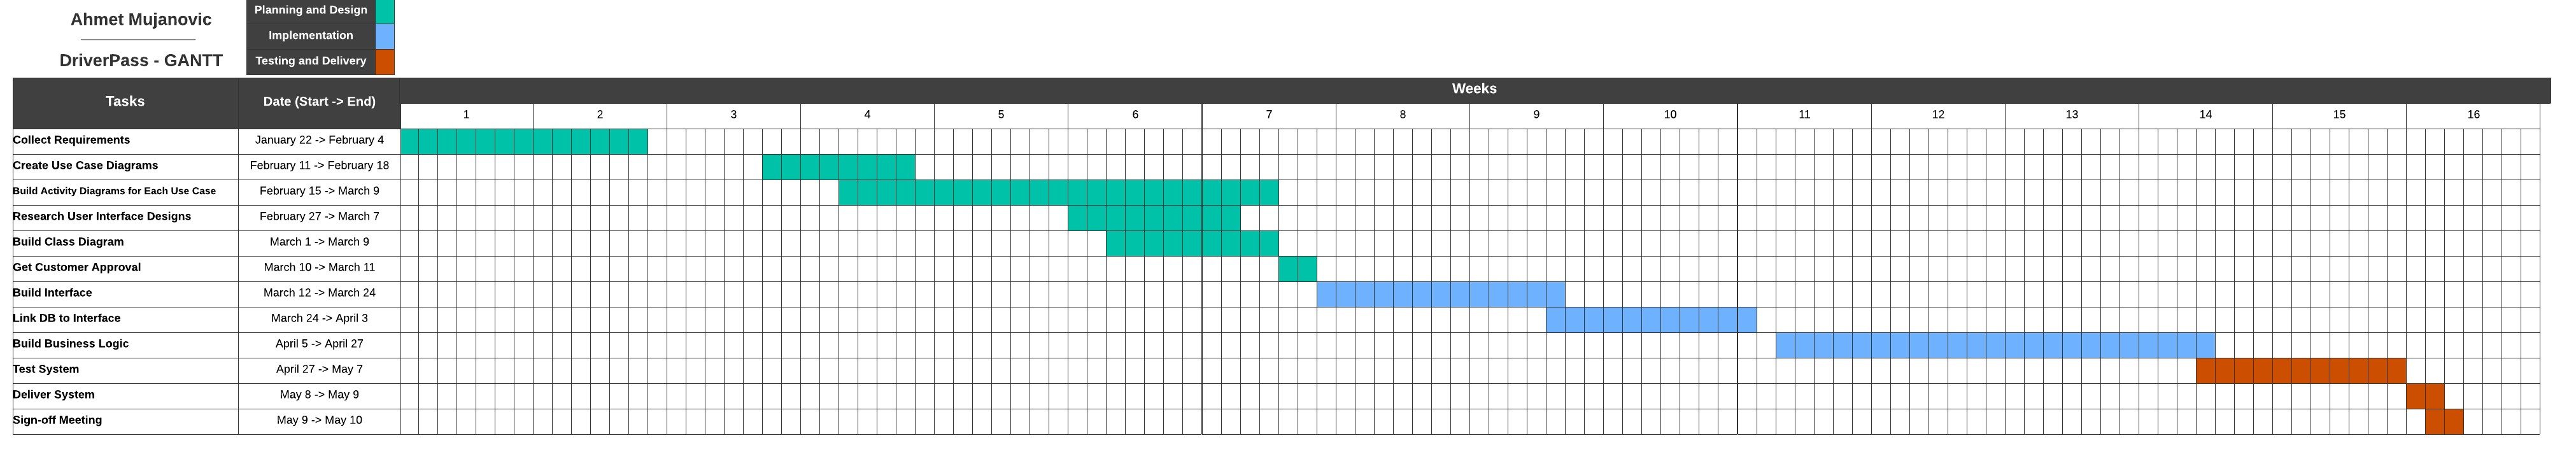 Ahmet Mujanovic
DriverPass - GANTT
Planning and Design
Implementation
Testing and Delivery
Tasks Date (Start -> End) Weeks
1 2 3 4 5 6 7 8 9 10 11 12 13 14 15 16
Collect Requirements January 22 -> February 4
Create Use Case Diagrams February 11 -> February 18
Build Activity Diagrams for Each Use Case February 15 -> March 9
Research User Interface Designs February 27 -> March 7
Build Class Diagram March 1 -> March 9
Get Customer Approval March 10 -> March 11
Build Interface March 12 -> March 24
Link DB to Interface March 24 -> April 3
Build Business Logic April 5 -> April 27
Test System April 27 -> May 7
Deliver System May 8 -> May 9
Sign-off Meeting May 9 -> May 10